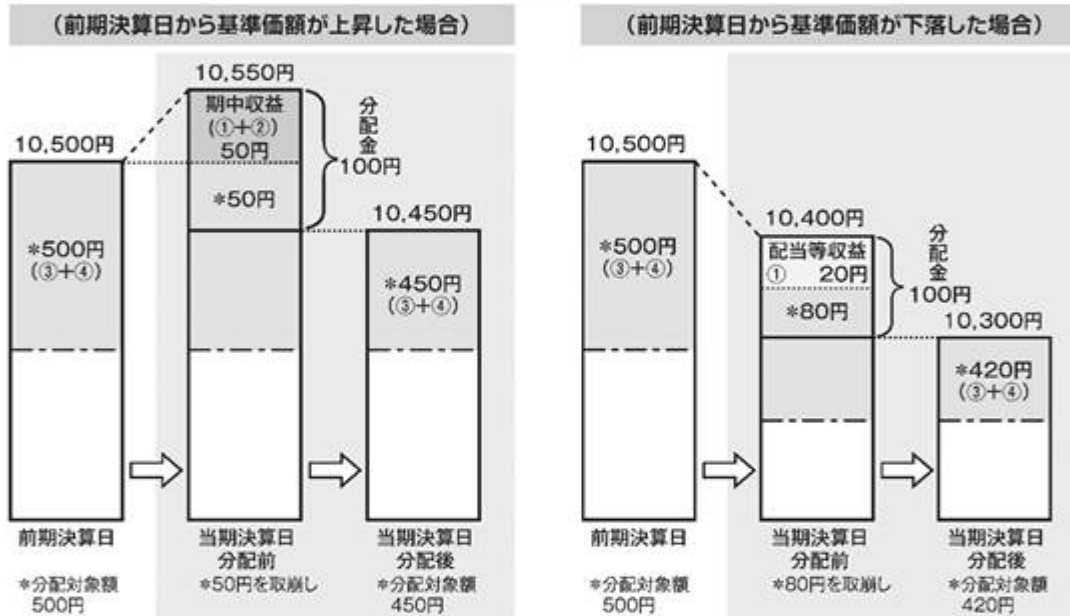 (前期決算日から基準価額が上昇した場合)
10,500円
*500円
(③+④)
前期決算日
*分配対象額
500円
10,550円
期中収益
(①+②)
50円
*50円
分配金
100円
当期決算日
分配前
*50円を取崩し
10,450円
*450円
(③+④)
当期決算日
分配後
*分配対象額
450円
(前期決算日から基準価額が下落した場合)
10,500円
*500円
(③+④)
前期決算日
*分配対象額
500円
10,400円
配当等収益
① 20円
*80円
分配金
100円
当期決算日
分配前
*80円を取崩し
10,300円
*420円
(③+④)
当期決算日
分配後
*分配対象額
420円